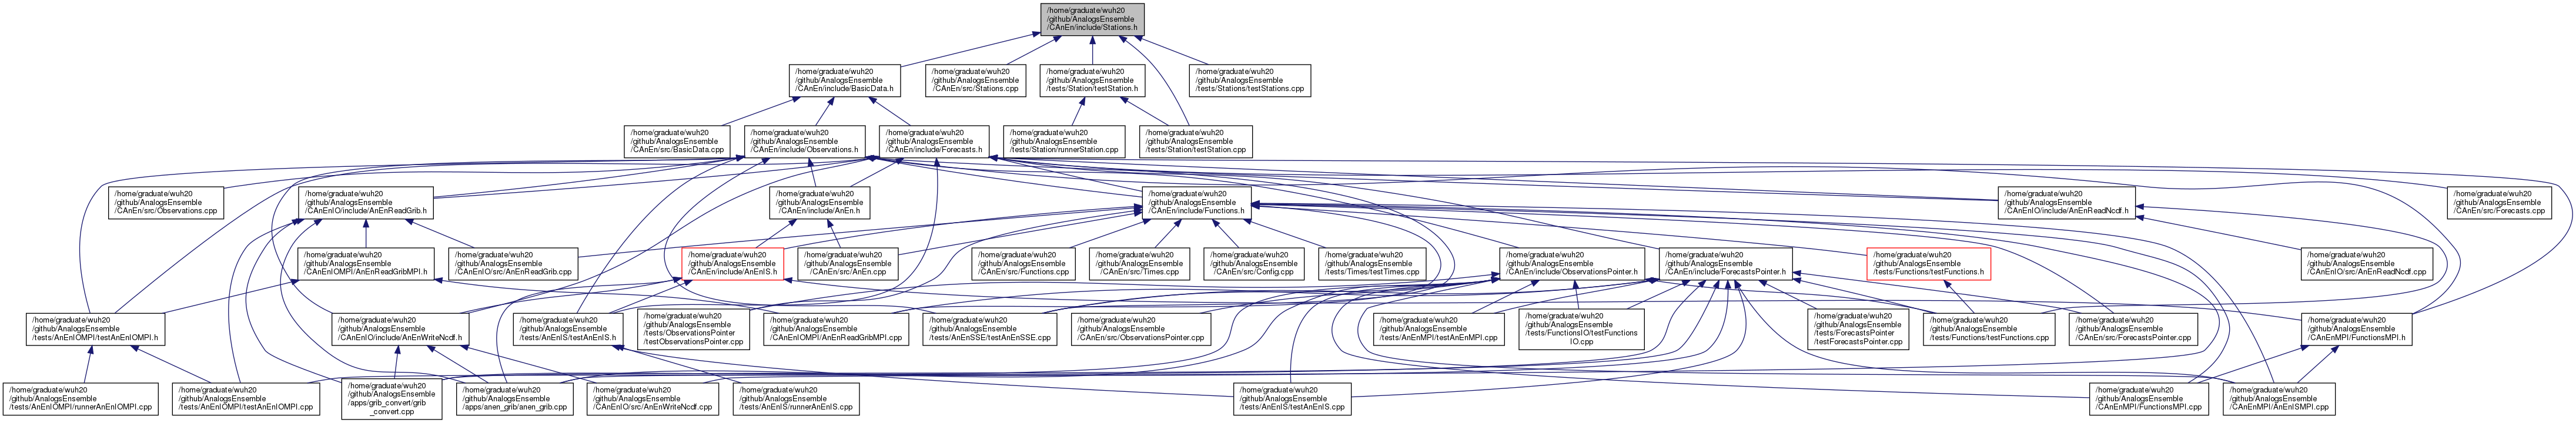 /home/graduate/wuh20
/github/AnalogsEnsemble
/CAnEn/include/Stations.h
/home/graduate/wuh20
/github/AnalogsEnsemble
/CAnEn/include/BasicData.h
/home/graduate/wuh20
/github/AnalogsEnsemble
/CAnEn/src/Stations.cpp
/home/graduate/wuh20
/github/AnalogsEnsemble
/tests/Station/testStation.h
/home/graduate/wuh20
/github/AnalogsEnsemble
/tests/Stations/testStations.cpp
/home/graduate/wuh20
/github/AnalogsEnsemble
/CAnEn/src/BasicData.cpp
/home/graduate/wuh20
/github/AnalogsEnsemble
/CAnEn/include/Observations.h
/home/graduate/wuh20
/github/AnalogsEnsemble
/CAnEn/include/Forecasts.h
/home/graduate/wuh20
/github/AnalogsEnsemble
/tests/Station/runnerStation.cpp
/home/graduate/wuh20
/github/AnalogsEnsemble
/tests/Station/testStation.cpp
/home/graduate/wuh20
/github/AnalogsEnsemble
/CAnEn/src/Observations.cpp
/home/graduate/wuh20
/github/AnalogsEnsemble
/CAnEnIO/include/AnEnReadGrib.h
/home/graduate/wuh20
/github/AnalogsEnsemble
/CAnEn/include/AnEn.h
/home/graduate/wuh20
/github/AnalogsEnsemble
/CAnEn/include/Functions.h
/home/graduate/wuh20
/github/AnalogsEnsemble
/CAnEnIO/include/AnEnReadNcdf.h
/home/graduate/wuh20
/github/AnalogsEnsemble
/CAnEn/src/Forecasts.cpp
/home/graduate/wuh20
/github/AnalogsEnsemble
/CAnEnIOMPI/AnEnReadGribMPI.h
/home/graduate/wuh20
/github/AnalogsEnsemble
/CAnEnIO/src/AnEnReadGrib.cpp
/home/graduate/wuh20
/github/AnalogsEnsemble
/CAnEn/include/AnEnIS.h
/home/graduate/wuh20
/github/AnalogsEnsemble
/CAnEn/src/AnEn.cpp
/home/graduate/wuh20
/github/AnalogsEnsemble
/CAnEn/src/Functions.cpp
/home/graduate/wuh20
/github/AnalogsEnsemble
/CAnEn/src/Times.cpp
/home/graduate/wuh20
/github/AnalogsEnsemble
/CAnEn/src/Config.cpp
/home/graduate/wuh20
/github/AnalogsEnsemble
/tests/Times/testTimes.cpp
/home/graduate/wuh20
/github/AnalogsEnsemble
/CAnEn/include/ObservationsPointer.h
/home/graduate/wuh20
/github/AnalogsEnsemble
/CAnEn/include/ForecastsPointer.h
/home/graduate/wuh20
/github/AnalogsEnsemble
/tests/Functions/testFunctions.h
/home/graduate/wuh20
/github/AnalogsEnsemble
/CAnEnIO/src/AnEnReadNcdf.cpp
/home/graduate/wuh20
/github/AnalogsEnsemble
/tests/AnEnIOMPI/testAnEnIOMPI.h
/home/graduate/wuh20
/github/AnalogsEnsemble
/CAnEnIO/include/AnEnWriteNcdf.h
/home/graduate/wuh20
/github/AnalogsEnsemble
/tests/AnEnIS/testAnEnIS.h
/home/graduate/wuh20
/github/AnalogsEnsemble
/tests/ObservationsPointer
/testObservationsPointer.cpp
/home/graduate/wuh20
/github/AnalogsEnsemble
/CAnEnIOMPI/AnEnReadGribMPI.cpp
/home/graduate/wuh20
/github/AnalogsEnsemble
/tests/AnEnSSE/testAnEnSSE.cpp
/home/graduate/wuh20
/github/AnalogsEnsemble
/CAnEn/src/ObservationsPointer.cpp
/home/graduate/wuh20
/github/AnalogsEnsemble
/tests/AnEnMPI/testAnEnMPI.cpp
/home/graduate/wuh20
/github/AnalogsEnsemble
/tests/FunctionsIO/testFunctions
IO.cpp
/home/graduate/wuh20
/github/AnalogsEnsemble
/tests/ForecastsPointer
/testForecastsPointer.cpp
/home/graduate/wuh20
/github/AnalogsEnsemble
/tests/Functions/testFunctions.cpp
/home/graduate/wuh20
/github/AnalogsEnsemble
/CAnEn/src/ForecastsPointer.cpp
/home/graduate/wuh20
/github/AnalogsEnsemble
/CAnEnMPI/FunctionsMPI.h
/home/graduate/wuh20
/github/AnalogsEnsemble
/tests/AnEnIOMPI/runnerAnEnIOMPI.cpp
/home/graduate/wuh20
/github/AnalogsEnsemble
/tests/AnEnIOMPI/testAnEnIOMPI.cpp
/home/graduate/wuh20
/github/AnalogsEnsemble
/apps/grib_convert/grib
_convert.cpp
/home/graduate/wuh20
/github/AnalogsEnsemble
/apps/anen_grib/anen_grib.cpp
/home/graduate/wuh20
/github/AnalogsEnsemble
/CAnEnIO/src/AnEnWriteNcdf.cpp
/home/graduate/wuh20
/github/AnalogsEnsemble
/tests/AnEnIS/runnerAnEnIS.cpp
/home/graduate/wuh20
/github/AnalogsEnsemble
/tests/AnEnIS/testAnEnIS.cpp
/home/graduate/wuh20
/github/AnalogsEnsemble
/CAnEnMPI/FunctionsMPI.cpp
/home/graduate/wuh20
/github/AnalogsEnsemble
/CAnEnMPI/AnEnISMPI.cpp